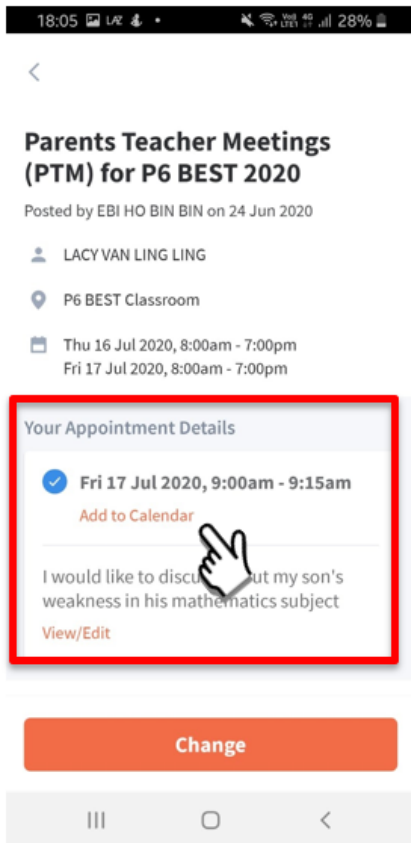 18:05 28%
Parents Teacher Meetings
(PTM) for P6 BEST 2020
Posted by EBI HO BIN BIN on 24 Jun 2020
LACY VAN LING LING
P6 BEST Classroom
Thu 16 Jul 2020, 8:00am - 7:00pm
Fri 17 Jul 2020, 8:00am - 7:00pm
Your Appointment Details
Fri 17 Jul 2020, 9:00am - 9:15am
Add to Calendar
I would like to my son's
weakness in his mathematics subject
View/Edit
Change